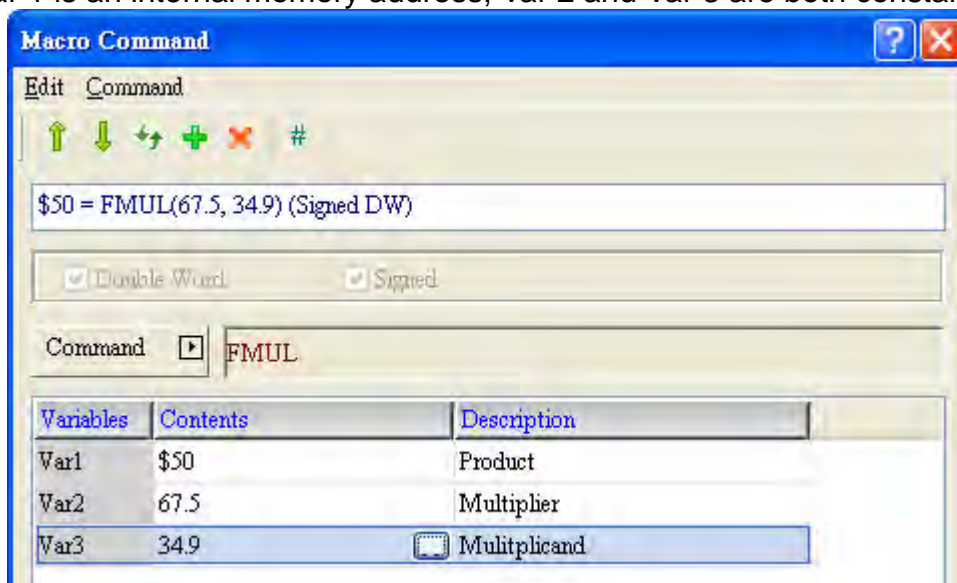 ar 1 is an internal memory address, Var 2 and Var 3 are both consta
Macro Command
Edit Command
#
$50 = FMUL(67.5, 34.9) (Signed DW)
Double Word Signed
Command FMUL
Variables Contents Description
Var1 $50 Product
Var2 67.5 Multiplier
Var3 34.9 Mulitplicand